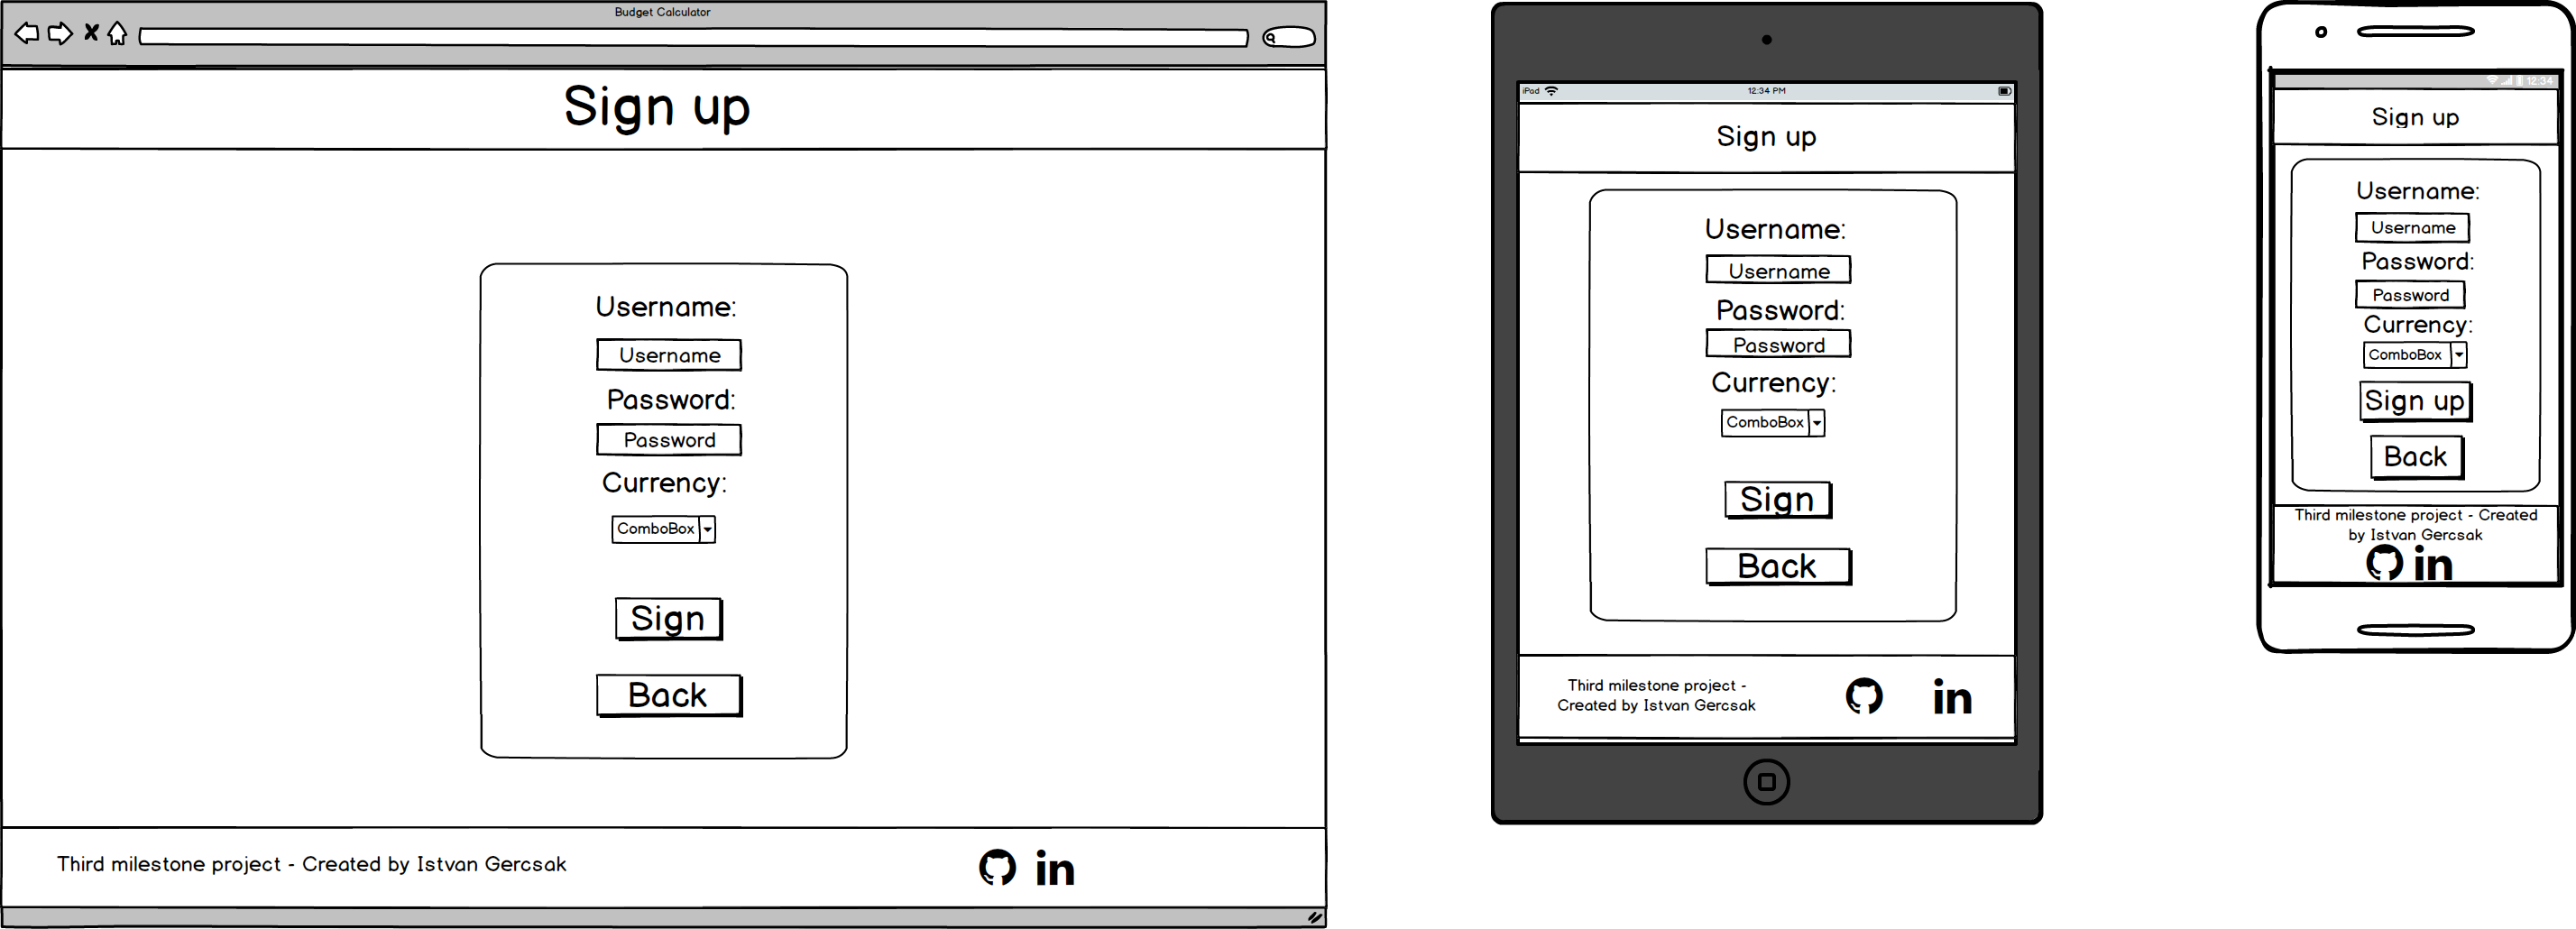 Budget Calculator
Sign up
Username:
Username
Password:
Password
Currency:
ComboBox
Sign
Back
Third milestone project - Created by Istvan Gercsak
in
iPad
12:34 PM
Sign up
Username:
Username
Password:
Password
Currency:
ComboBox
Sign
Back
Third milestone project -
Created by Istvan Gercsak
in
12:34
Sign up
Username:
Username
Password:
Password
Currency:
ComboBox
Sign up
Back
Third milestone project - Created
by Istvan Gercsak
in